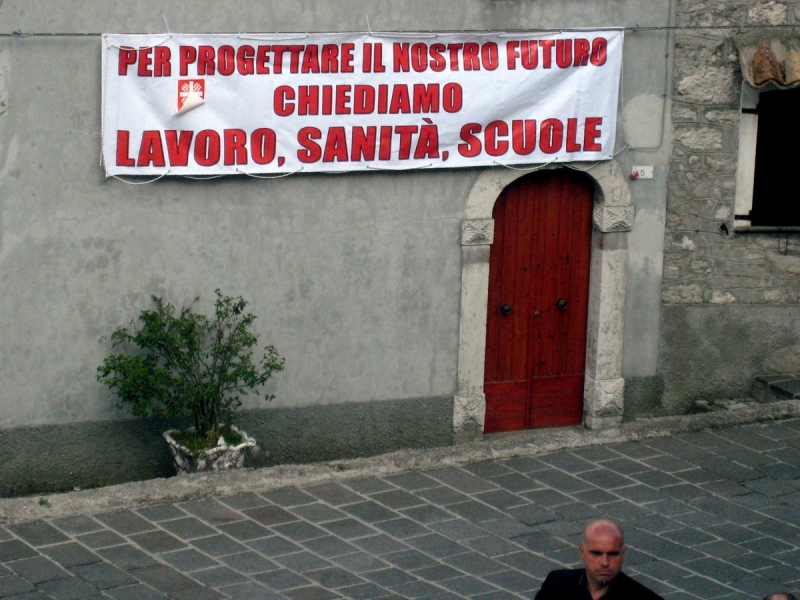 PER PROGETTARE IL NOSTRO FUTURO
CHIEDIAMO
LAVORO, SANITÀ, SCUOLE